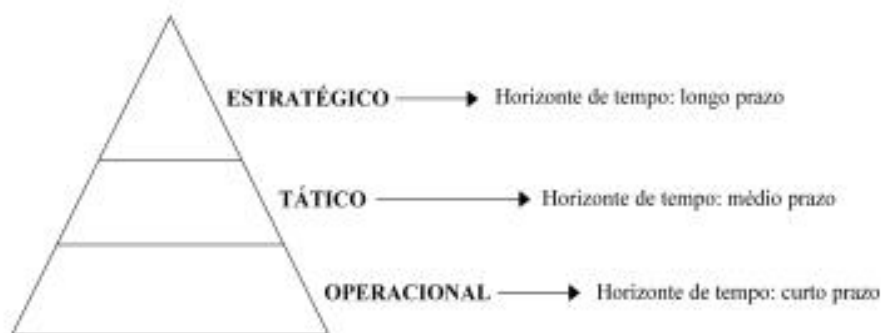 ESTRATÉGICO Horizonte de tempo: longo prazo
TÁTICO Horizonte de tempo: médio prazo
OPERACIONAL Horizonte de tempo: curto prazo